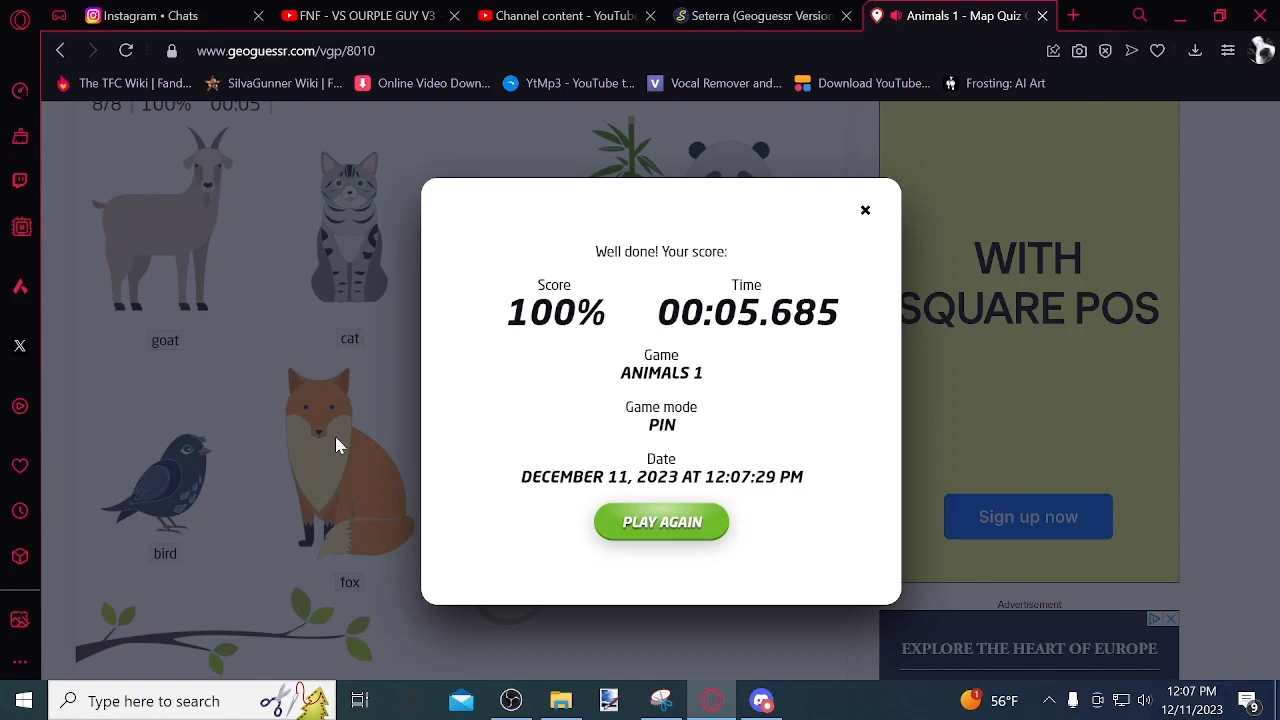 Instagram • Chats
FNF - VS OURPLE GUY V3 -
Channel content - YouTube
Seterra (Geoguessr Version
Animals 1 - Map Quiz
www.geoguessr.com/vgp/8010
The TFC Wiki | Fand...
SilvaGunner Wiki | F...
Online Video Down...
YtMp3 - YouTube t...
Vocal Remover and...
Download YouTube...
Frosting: AI Art
8/8 | 100% 00:05 |
goat
cat
bird
fox
Well done! Your score:
Score
100%
Time
00:05.685
Game
ANIMALS 1
Game mode
PIN
Date
DECEMBER 11, 2023 AT 12:07:29 PM
PLAY AGAIN
WITH
SQUARE POS
Sign up now
Advertisement
EXPLORE THE HEART OF EUROPE
Type here to search
1
56°F
12:07 PM
12/11/2023